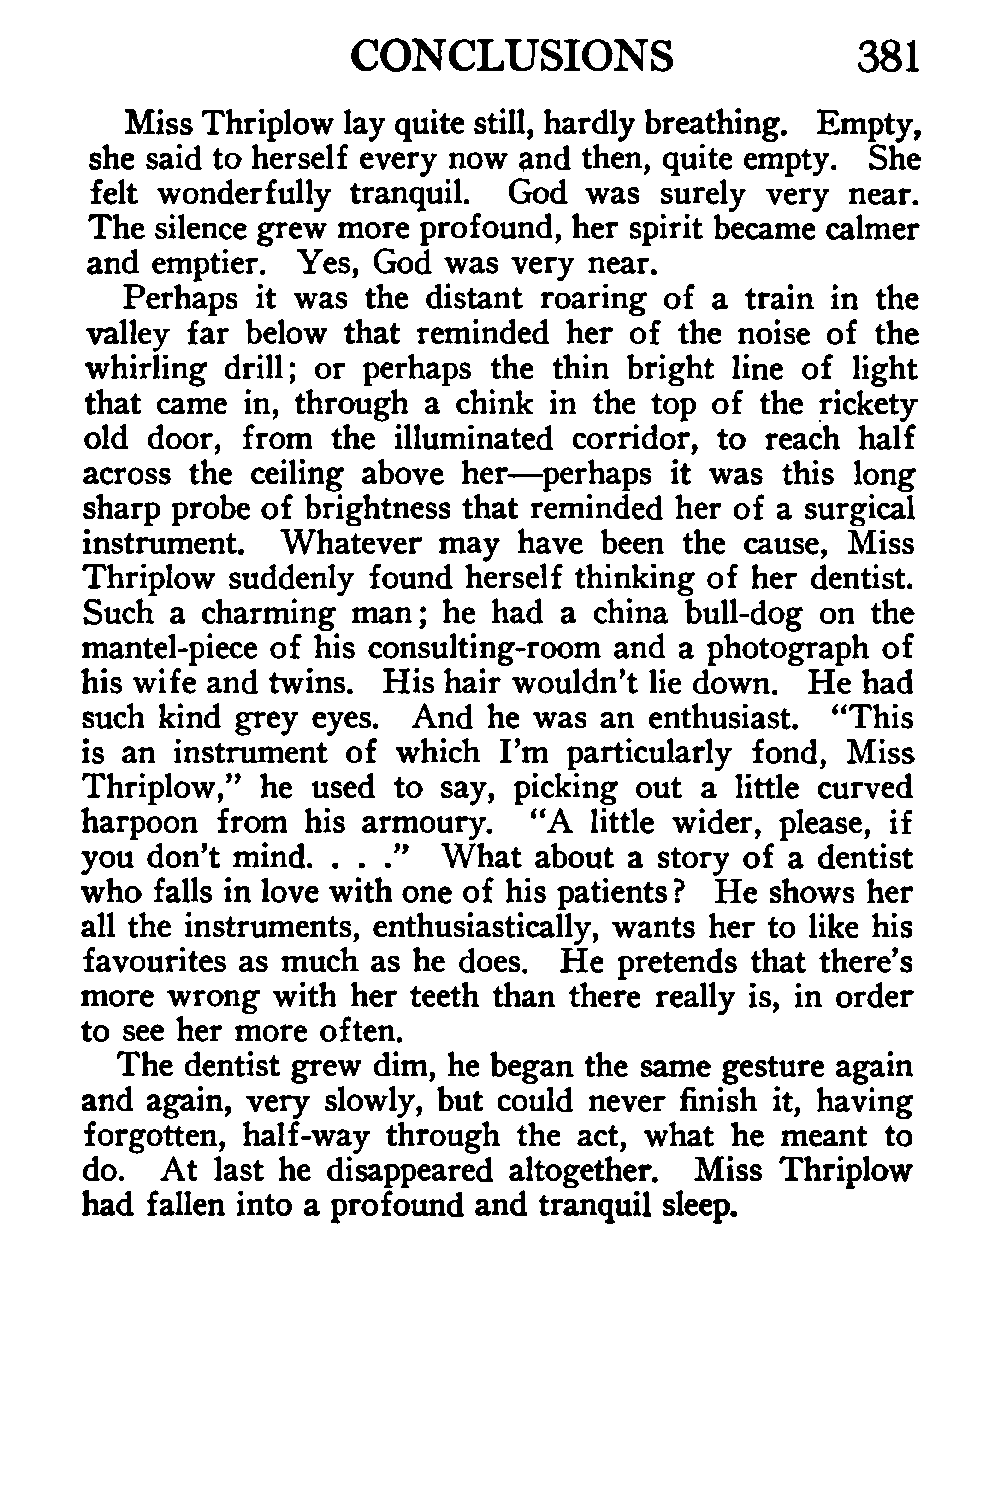 CONCLUSIONS 381
Miss Thriplow lay quite still, hardly breathing. Empty,
she said to herself every now and then, quite empty. She
felt wonderfully tranquil. God was surely very near.
The silence grew more profound, her spirit became calmer
and emptier. Yes, God was very near.
Perhaps it was the distant roaring of a train in the
valley far below that reminded her of the noise of the
whirling drill; or perhaps the thin bright line of light
that came in, through a chink in the top of the rickety
old door, from the illuminated corridor, to reach half
across the ceiling above her—perhaps it was this long
sharp probe of brightness that reminded her of a surgical
instrument. Whatever may have been the cause, Miss
Thriplow suddenly found herself thinking of her dentist.
Such a charming man; he had a china bull-dog on the
mantel-piece of his consulting-room and a photograph of
his wife and twins. His hair wouldn't lie down. He had
such kind grey eyes. And he was an enthusiast. “This
is an instrument of which I'm particularly fond, Miss
Thriplow,” he used to say, picking out a little curved
harpoon from his armoury. “A little wider, please, if
you don't mind. . . .” What about a story of a dentist
who falls in love with one of his patients? He shows her
all the instruments, enthusiastically, wants her to like his
favourites as much as he does. He pretends that there's
more wrong with her teeth than there really is, in order
to see her more often.
The dentist grew dim, he began the same gesture again
and again, very slowly, but could never finish it, having
forgotten, half-way through the act, what he meant to
do. At last he disappeared altogether. Miss Thriplow
had fallen into a profound and tranquil sleep.